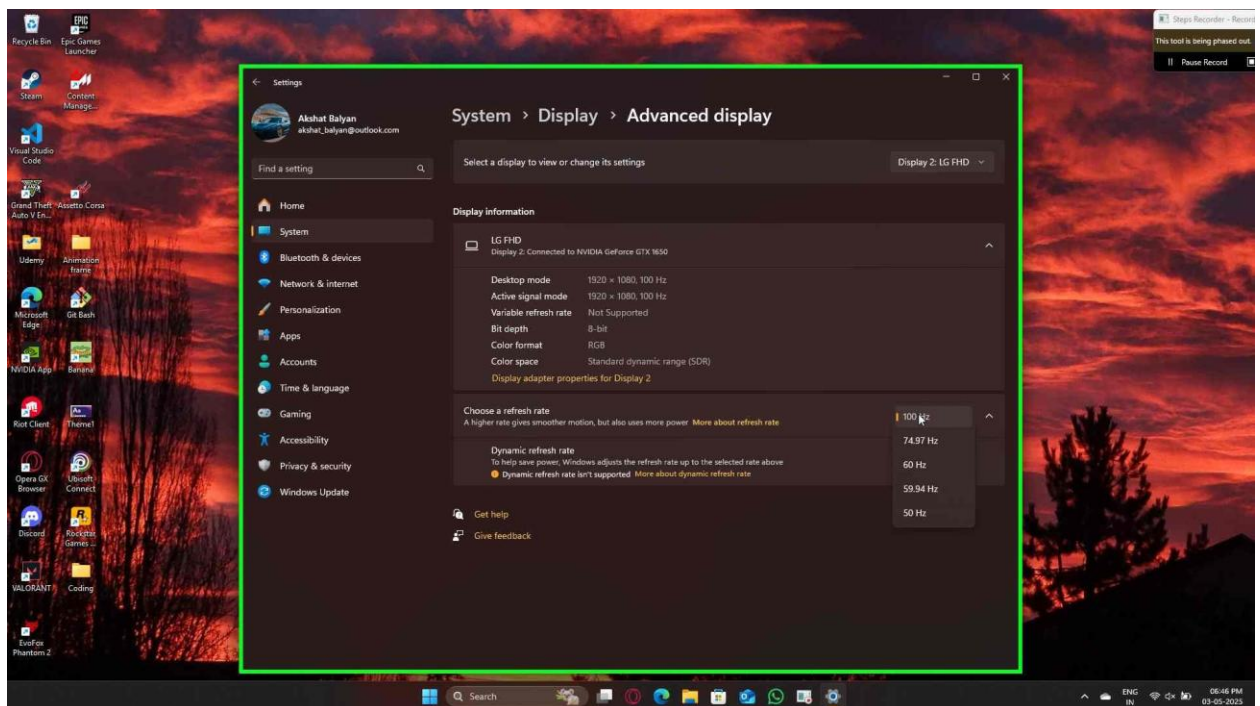 Recycle Bin
Epic Games
Launcher
EPIC
GAMES
Steam
Content
Manage...
Visual Studio
Code
Grand Theft
Auto V En...
Assetto Corsa
Udemy
Animation
frame
Microsoft
Edge
Git Bash
NVIDIA App
Banana
Riot Client
Theme1
Opera GX
Browser
Ubisoft
Connect
Discord
Rockstar
Games ...
VALORANT
Coding
EvoFox
Phantom 2
Steps Recorder - Record
This tool is being phased out.
Pause Record
Settings
Akshat Balyan
akshat_balyan@outlook.com
Find a setting
Home
System
Bluetooth & devices
Network & internet
Personalization
Apps
Accounts
Time & language
Gaming
Accessibility
Privacy & security
Windows Update
System > Display > Advanced display
Select a display to view or change its settings
Display 2: LG FHD
Display information
LG FHD
Display 2: Connected to NVIDIA GeForce GTX 1650
Desktop mode 1920 × 1080, 100 Hz
Active signal mode 1920 × 1080, 100 Hz
Variable refresh rate Not Supported
Bit depth 8-bit
Color format RGB
Color space Standard dynamic range (SDR)
Display adapter properties for Display 2
Choose a refresh rate
A higher rate gives smoother motion, but also uses more power More about refresh rate
Dynamic refresh rate
To help save power, Windows adjusts the refresh rate up to the selected rate above
Dynamic refresh rate isn't supported More about dynamic refresh rate
100 Hz
74.97 Hz
60 Hz
59.94 Hz
50 Hz
Get help
Give feedback
Search
ENG
IN
06:46 PM
03-05-2025